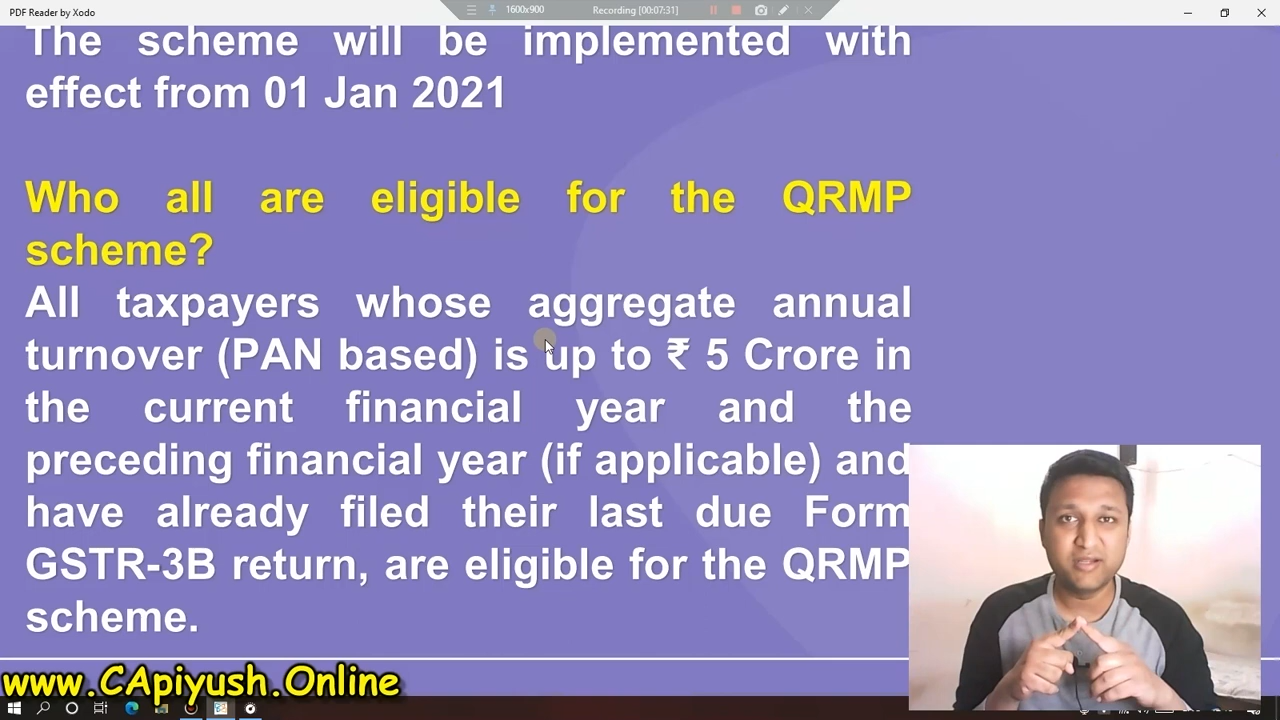 PDF Reader by Xodo
1600x900
Recording [00:07:31]
The scheme will be implemented with
effect from 01 Jan 2021
Who all are eligible for the QRMP
scheme?
All taxpayers whose aggregate annual
turnover (PAN based) is up to ₹ 5 Crore in
the current financial year and the
preceding financial year (if applicable) and
have already filed their last due Form
GSTR-3B return, are eligible for the QRMP
scheme.
www.CApiyush.Online